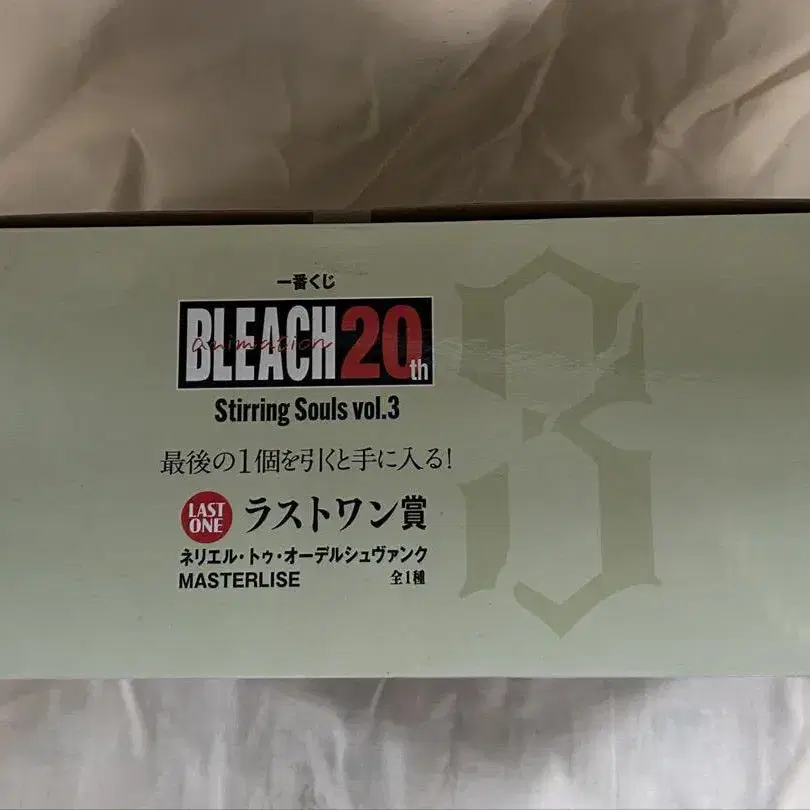 一番くじ
BLEACH 20th
animation
Stirring Souls vol.3
最後の1個を引くと手に入る!
LAST ONE ラストワン賞
ネリエル・トゥ・オーデルシュヴァンク
MASTERLISE 全1種
3